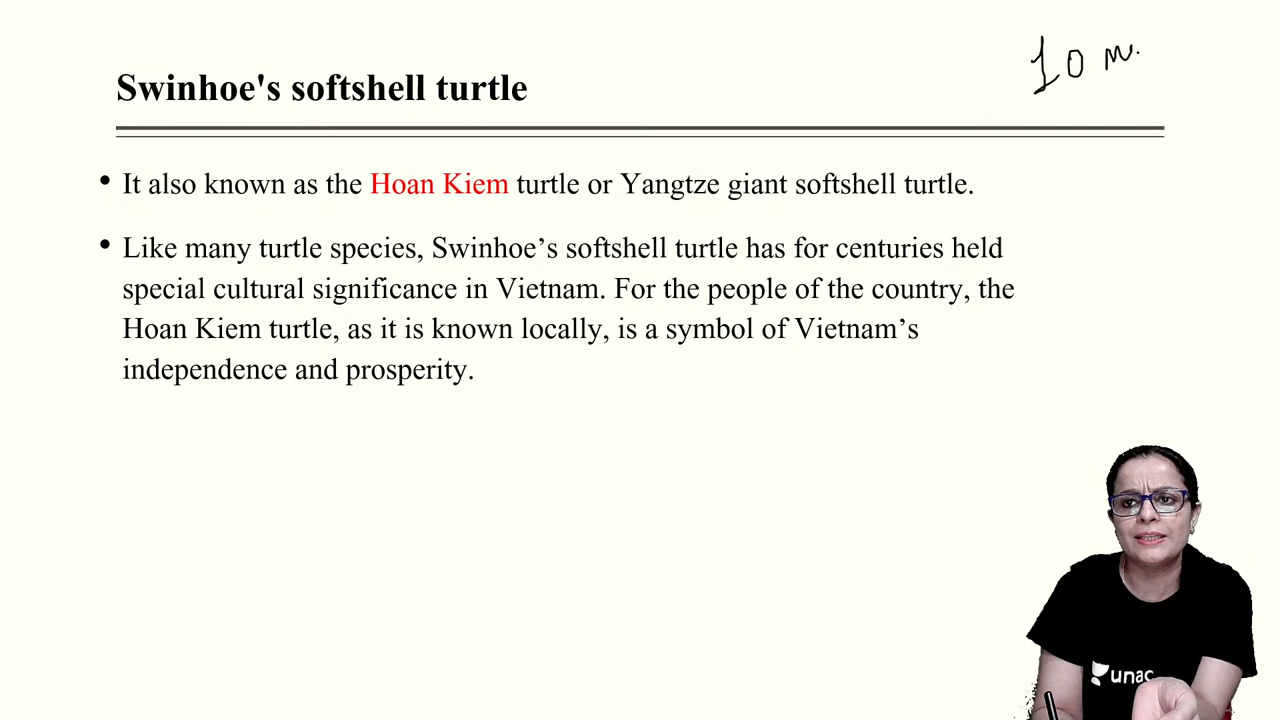 10 m.
Swinhoe's softshell turtle
• It also known as the Hoan Kiem turtle or Yangtze giant softshell turtle.
• Like many turtle species, Swinhoe’s softshell turtle has for centuries held
special cultural significance in Vietnam. For the people of the country, the
Hoan Kiem turtle, as it is known locally, is a symbol of Vietnam’s
independence and prosperity.
unac